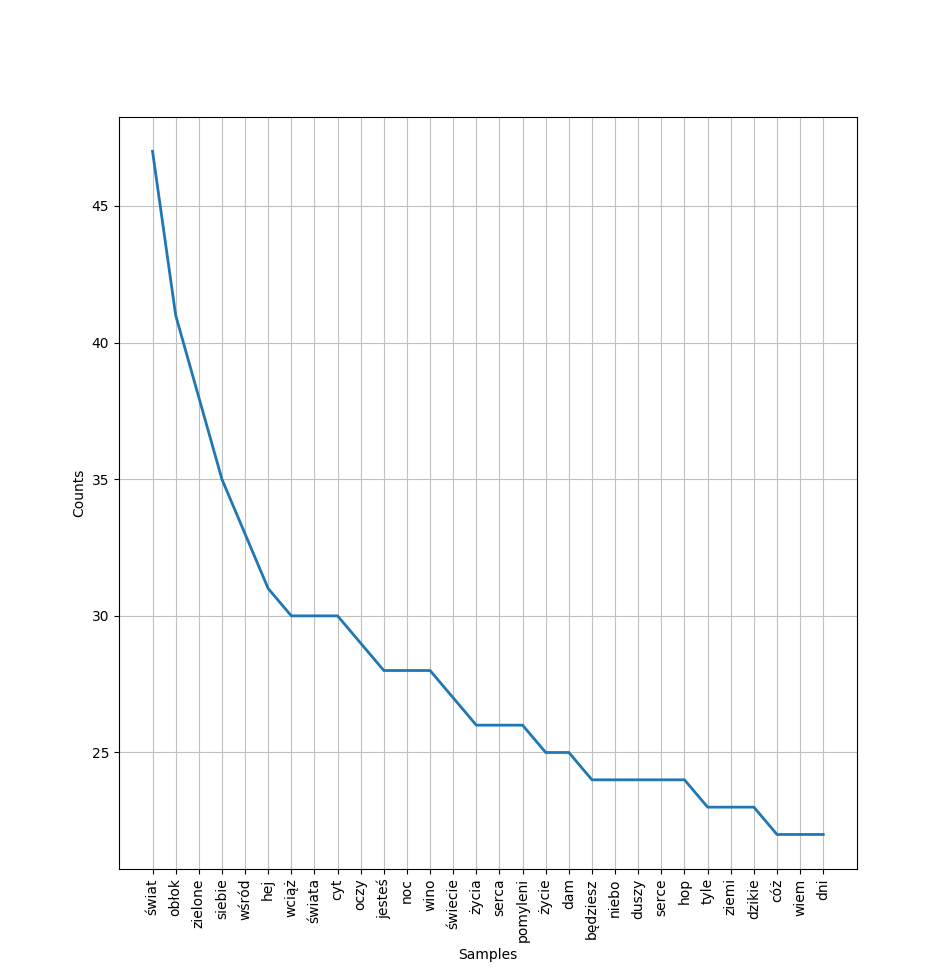 45
40
35
30
25
Counts
świat
obłok
zielone
siebie
wśród
hej
wciąż
świata
cyt
oczy
jesteś
noc
wino
świecie
życia
serca
pomyleni
życie
dam
będziesz
niebo
duszy
serce
hop
tyle
ziemi
dzikie
cóż
wiem
dni
Samples